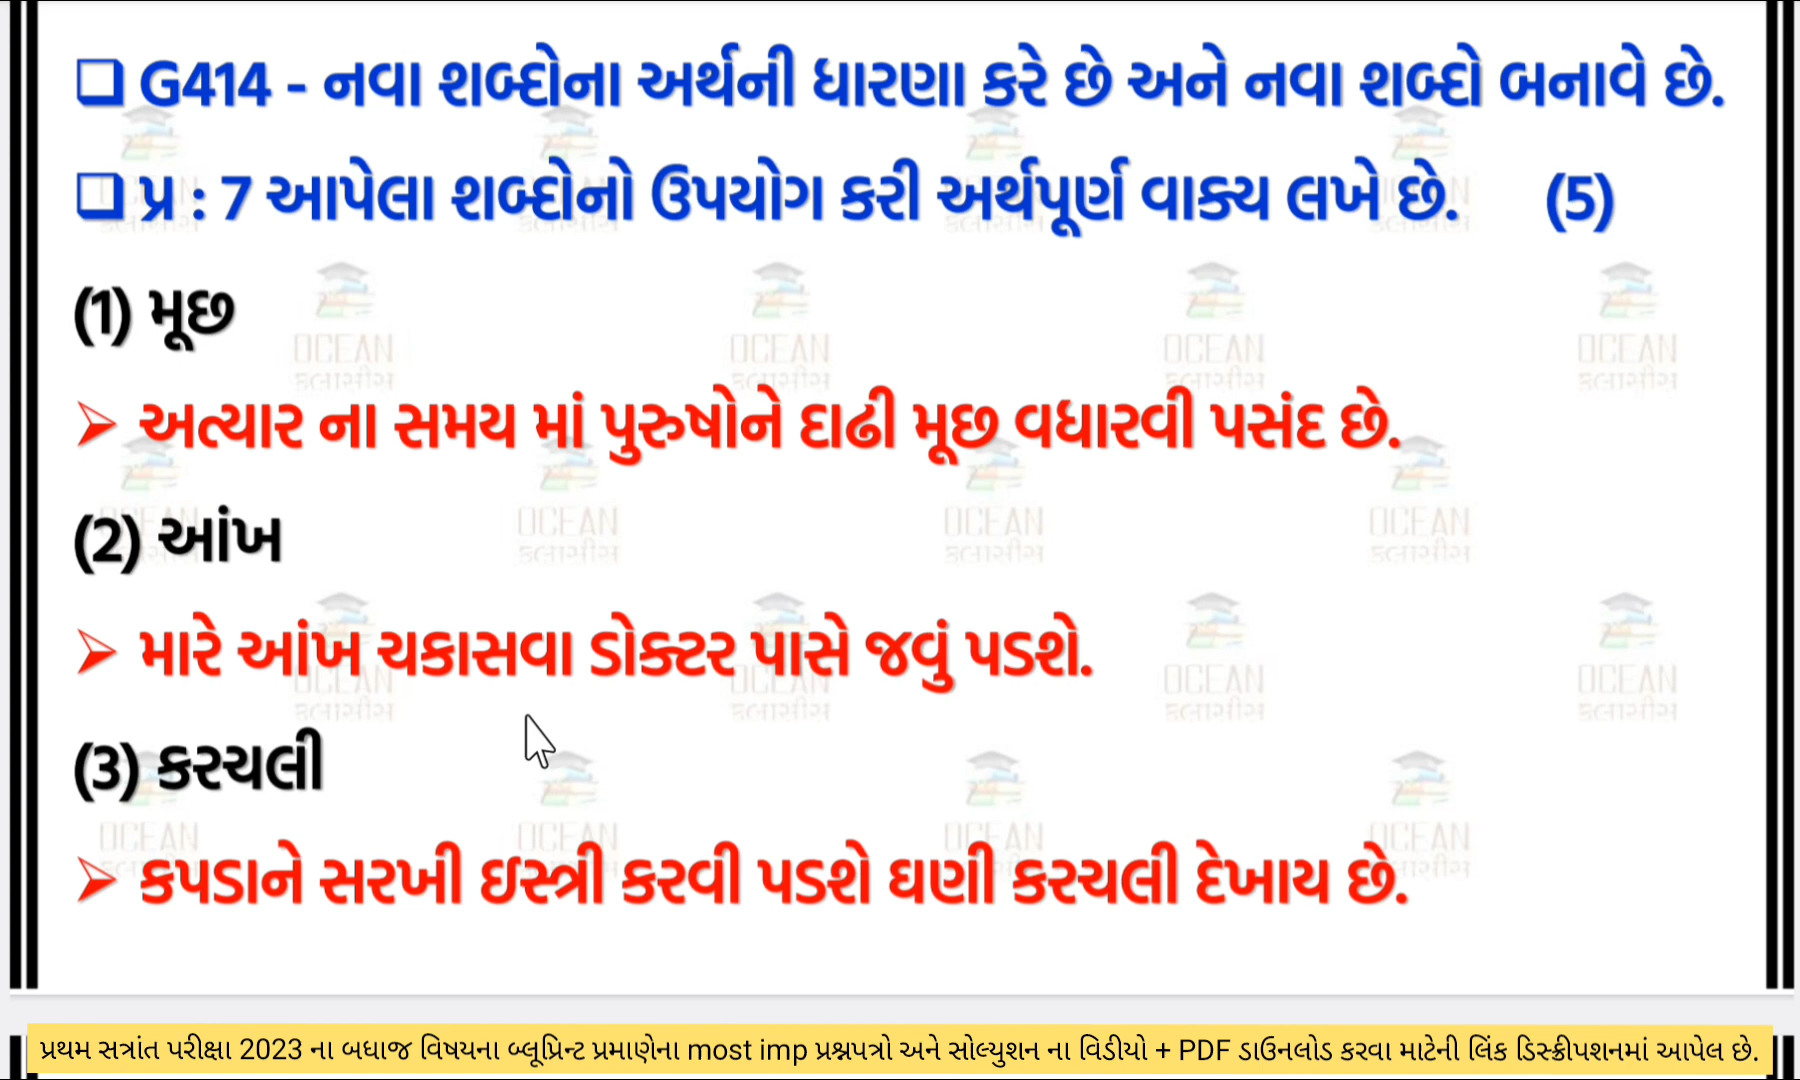 ❑ G414 - નવા શબ્દોના અર્થની ધારણા કરે છે અને નવા શબ્દો બનાવે છે.
❑ પ્ર : 7 આપેલા શબ્દોનો ઉપયોગ કરી અર્થપૂર્ણ વાક્ય લખે છે. (5)
(1) મૂછ
➢ અત્યાર ના સમય માં પુરુષોને દાઢી મૂછ વધારવી પસંદ છે.
(2) આંખ
➢ મારે આંખ ચકાસવા ડોક્ટર પાસે જવું પડશે.
(3) કરચલી
➢ કપડાને સરખી ઇસ્ત્રી કરવી પડશે ઘણી કરચલી દેખાય છે.
પ્રથમ સત્રાંત પરીક્ષા 2023 ના બધાજ વિષયના બ્લૂપ્રિન્ટ પ્રમાણેના most imp પ્રશ્નપત્રો અને સોલ્યુશન ના વિડીયો + PDF ડાઉનલોડ કરવા માટેની લિંક ડિસ્ક્રીપશનમાં આપેલ છે.
OCEAN
ક્લાસીસ